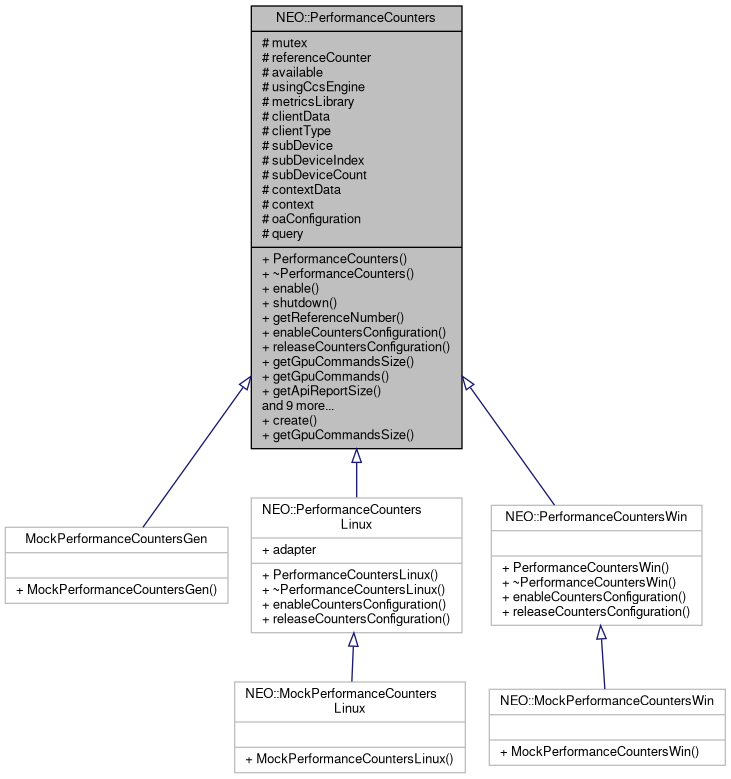 NEO::PerformanceCounters
# mutex
# referenceCounter
# available
# usingCcsEngine
# metricsLibrary
# clientData
# clientType
# subDevice
# subDeviceIndex
# subDeviceCount
# contextData
# context
# oaConfiguration
# query
+ PerformanceCounters()
+ ~PerformanceCounters()
+ enable()
+ shutdown()
+ getReferenceNumber()
+ enableCountersConfiguration()
+ releaseCountersConfiguration()
+ getGpuCommandsSize()
+ getGpuCommands()
+ getApiReportSize()
and 9 more...
+ create()
+ getGpuCommandsSize()
MockPerformanceCountersGen
+ MockPerformanceCountersGen()
NEO::PerformanceCounters
Linux
+ adapter
+ PerformanceCountersLinux()
+ ~PerformanceCountersLinux()
+ enableCountersConfiguration()
+ releaseCountersConfiguration()
NEO::PerformanceCountersWin
+ PerformanceCountersWin()
+ ~PerformanceCountersWin()
+ enableCountersConfiguration()
+ releaseCountersConfiguration()
NEO::MockPerformanceCounters
Linux
+ MockPerformanceCountersLinux()
NEO::MockPerformanceCountersWin
+ MockPerformanceCountersWin()